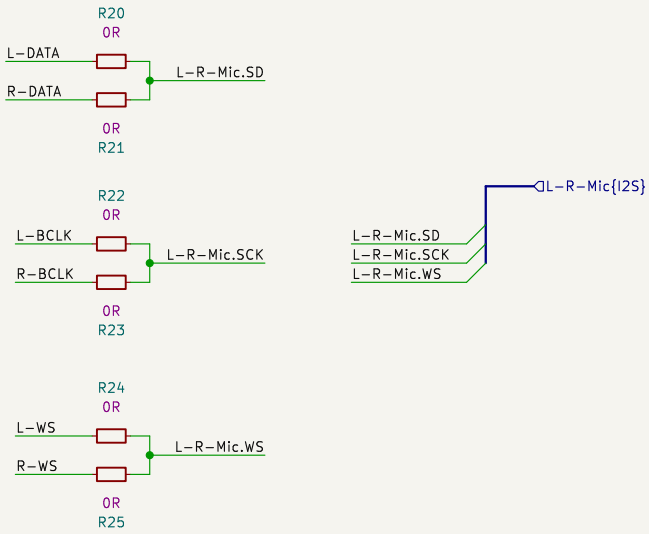 R20
0R
L-DATA
L-R-Mic.SD
R-DATA
0R
R21
R22
0R
L-BCLK
L-R-Mic.SCK
R-BCLK
0R
R23
R24
0R
L-WS
L-R-Mic.WS
R-WS
0R
R25
L-R-Mic{I2S}
L-R-Mic.SD
L-R-Mic.SCK
L-R-Mic.WS